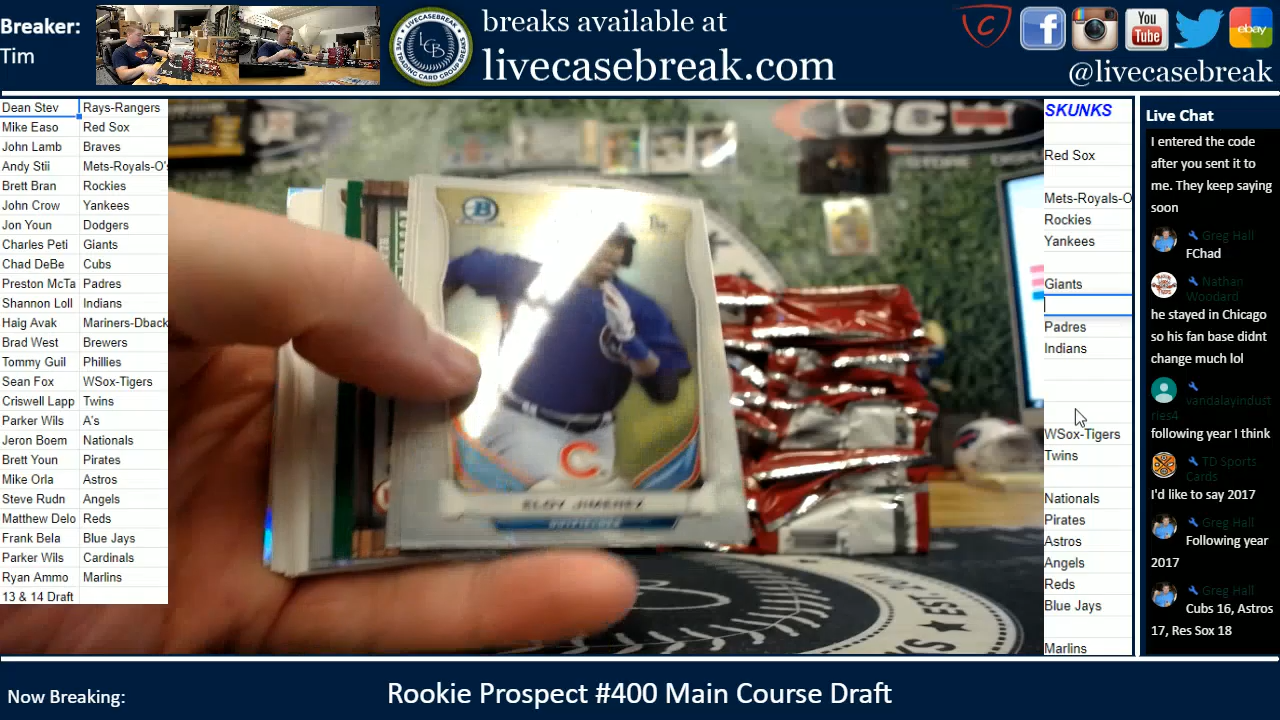 Breaker:
Tim
breaks available at
livecasebreak.com
@livecasebreak
You
Tube
ebay
LCB
Dean Stev Rays-Rangers
Mike Easo Red Sox
John Lamb Braves
Andy Stii Mets-Royals-O's
Brett Bran Rockies
John Crow Yankees
Jon Youn Dodgers
Charles Peti Giants
Chad DeBe Cubs
Preston McTa Padres
Shannon Loll Indians
Haig Avak Mariners-Dback
Brad West Brewers
Tommy Guil Phillies
Sean Fox WSox-Tigers
Criswell Lapp Twins
Parker Wils A's
Jeron Boem Nationals
Brett Youn Pirates
Mike Orla Astros
Steve Rudn Angels
Matthew Delo Reds
Frank Bela Blue Jays
Parker Wils Cardinals
Ryan Ammo Marlins
13 & 14 Draft
B
ELOY JIMENEZ
OUTFIELDER
SKUNKS
Red Sox
Mets-Royals-O
Rockies
Yankees
Giants
Padres
Indians
WSox-Tigers
Twins
Nationals
Pirates
Astros
Angels
Reds
Blue Jays
Marlins
Live Chat
I entered the code
after you sent it to
me. They keep saying
soon
Greg Hall
FChad
Nathan
Woodard
he stayed in Chicago
so his fan base didnt
change much lol
vandalayindust
ries4
following year I think
TD Sports
Cards
I'd like to say 2017
Greg Hall
Following year
2017
Greg Hall
Cubs 16, Astros
17, Res Sox 18
Now Breaking:
Rookie Prospect #400 Main Course Draft